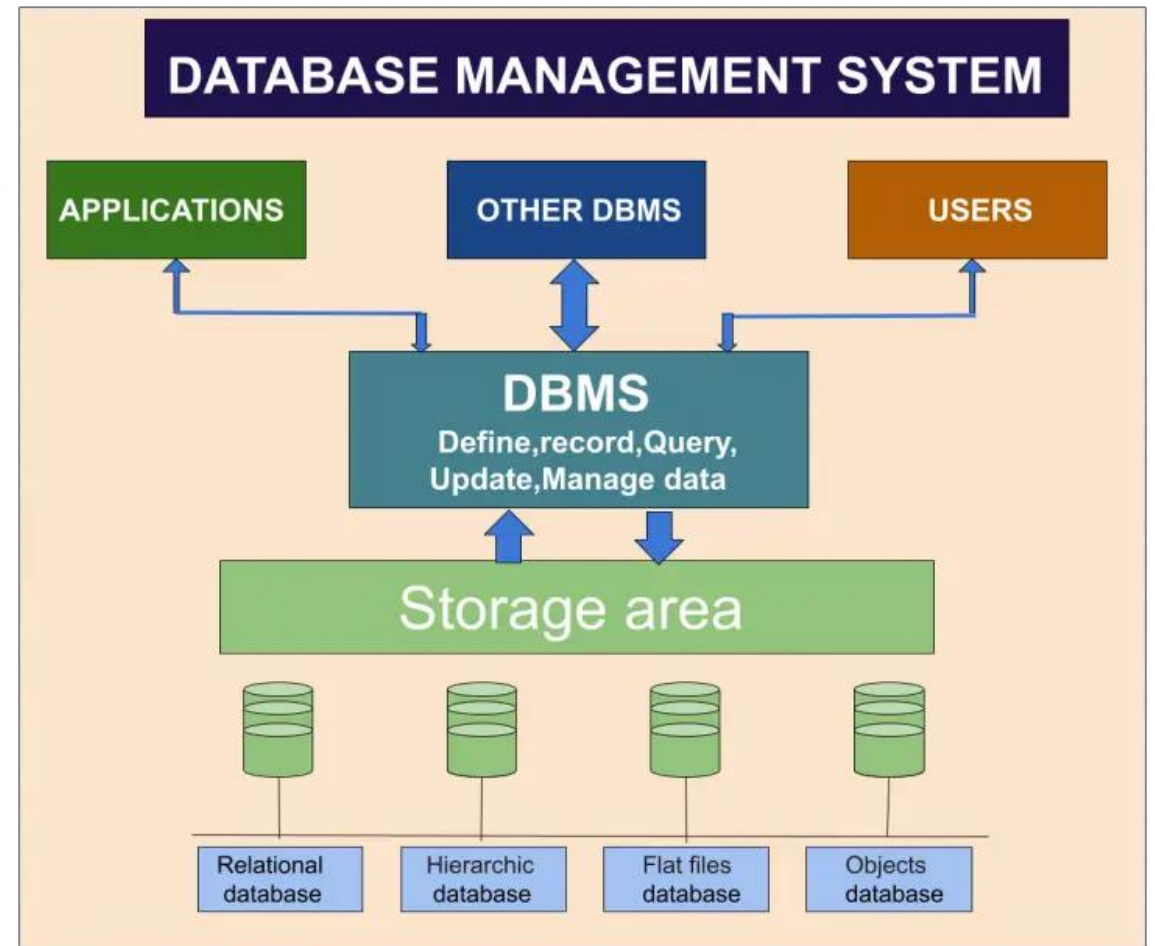 DATABASE MANAGEMENT SYSTEM
APPLICATIONS
OTHER DBMS
USERS
DBMS
Define,record,Query,
Update,Manage data
Storage area
Relational
database
Hierarchic
database
Flat files
database
Objects
database